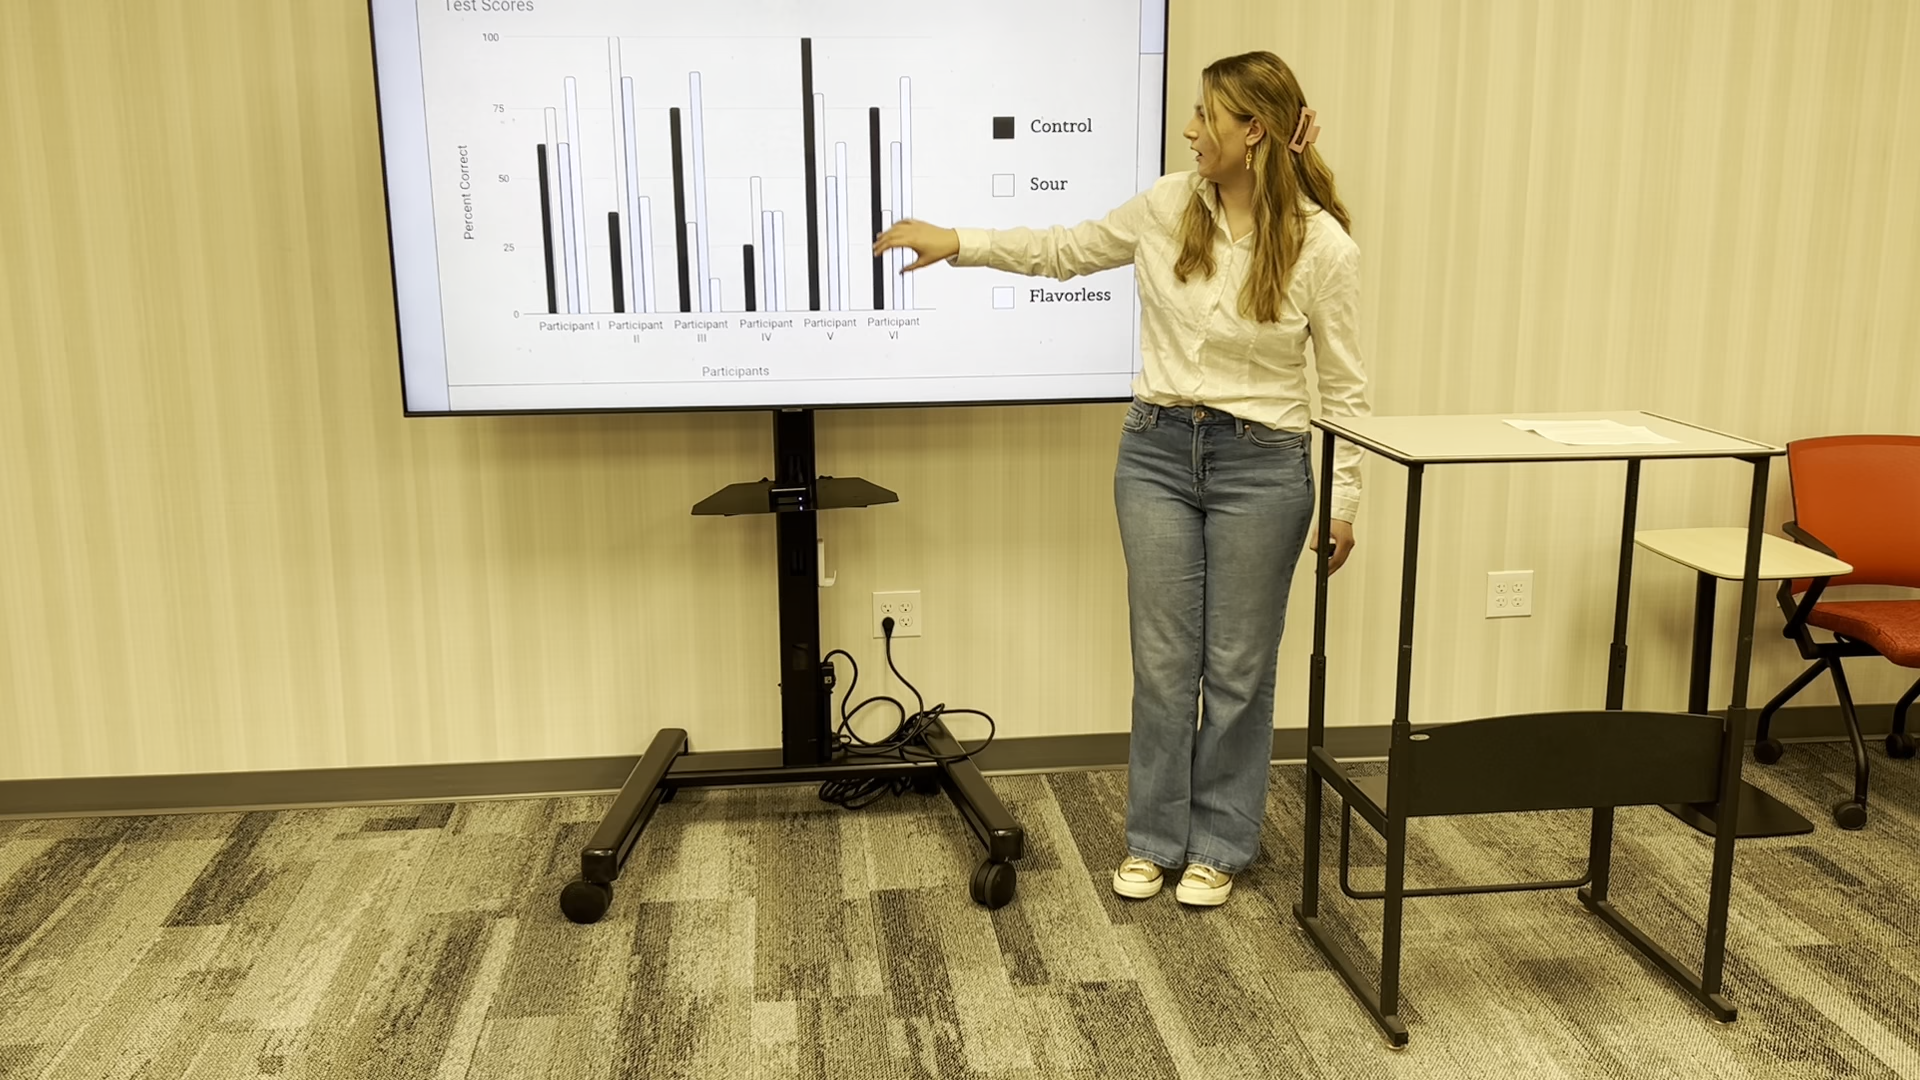 Test Scores
100
75
50
25
0
Percent Correct
Participant I
Participant
II
Participant
III
Participant
IV
Participant
V
Participant
VI
Participants
Control
Sour
Flavorless